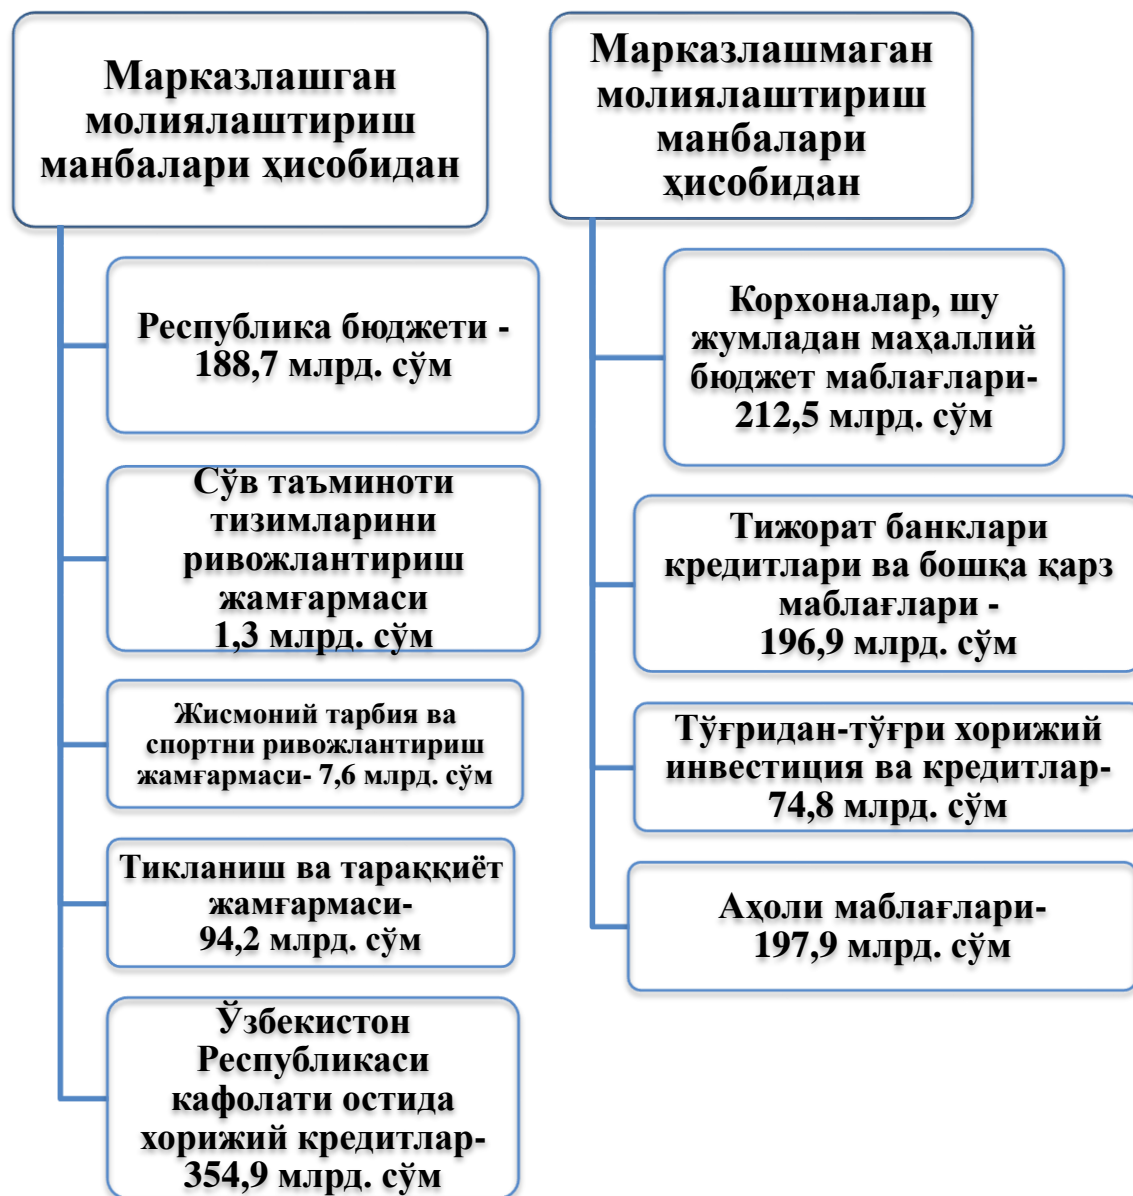 Марказлашган
молиялаштириш
манбалари ҳисобидан
Республика бюджети -
188,7 млрд. сўм
Сўв таъминоти
тизимларини
ривожлантириш
жамғармаси
1,3 млрд. сўм
Жисмоний тарбия ва
спортни ривожлантириш
жамғармаси- 7,6 млрд. сўм
Тикланиш ва тараққиёт
жамғармаси-
94,2 млрд. сўм
Ўзбекистон
Республикаси
кафолати остида
хорижий кредитлар-
354,9 млрд. сўм
Марказлашмаган
молиялаштириш
манбалари
ҳисобидан
Корхоналар, шу
жумладан маҳаллий
бюджет маблағлари-
212,5 млрд. сўм
Тижорат банклари
кредитлари ва бошқа қарз
маблағлари -
196,9 млрд. сўм
Тўғридан-тўғри хорижий
инвестиция ва кредитлар-
74,8 млрд. сўм
Аҳоли маблағлари-
197,9 млрд. сўм